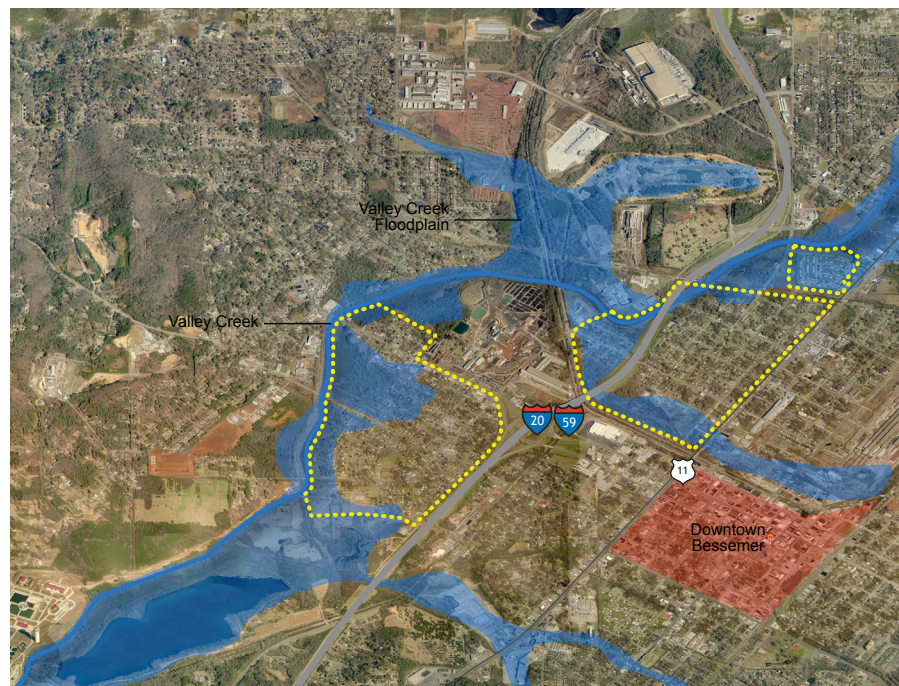 Valley Creek
Floodplain
Valley Creek
20
59
11
Downtown
Bessemer